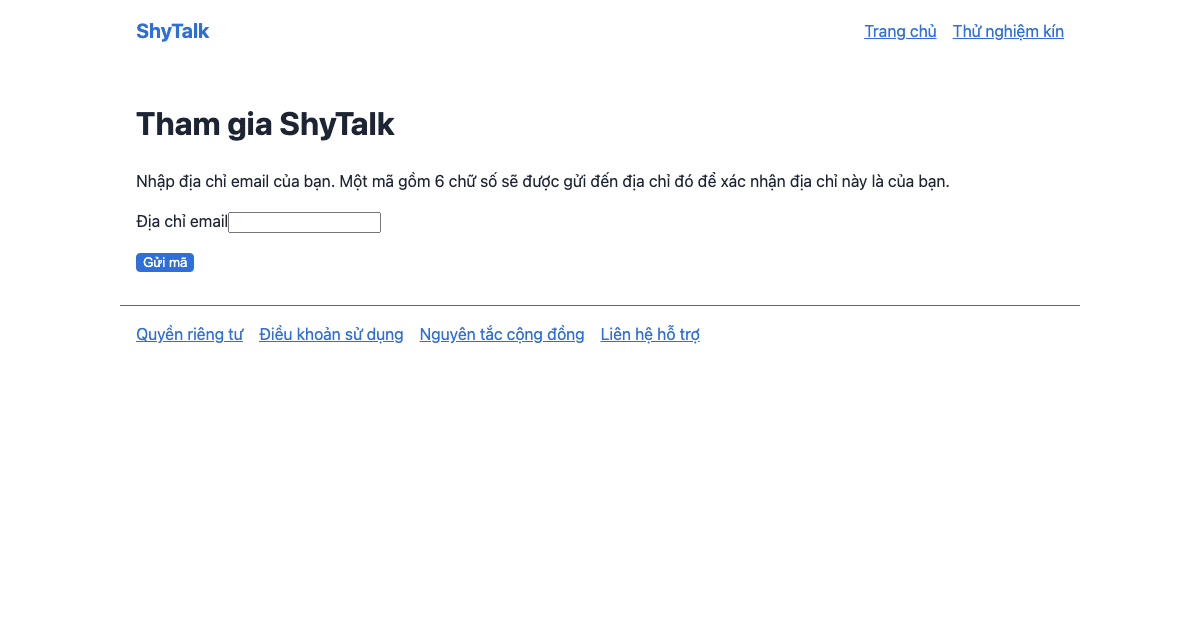 ShyTalk
Trang chủ Thử nghiệm kín
Tham gia ShyTalk
Nhập địa chỉ email của bạn. Một mã gồm 6 chữ số sẽ được gửi đến địa chỉ đó để xác nhận địa chỉ này là của bạn.
Địa chỉ email
Gửi mã
Quyền riêng tư Điều khoản sử dụng Nguyên tắc cộng đồng Liên hệ hỗ trợ